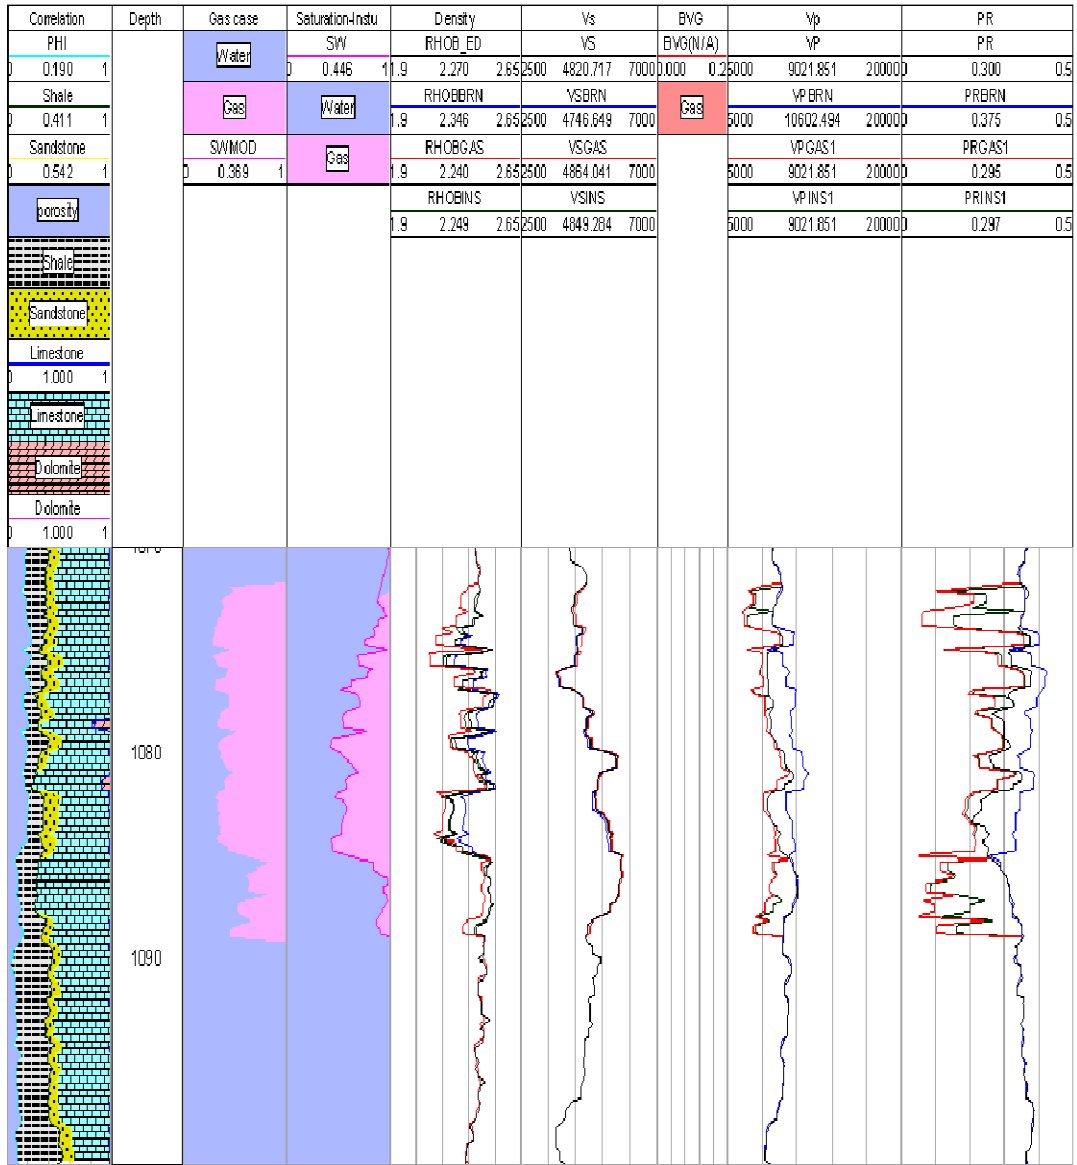 Correlation Depth Gas case Saturation-Instu Density Vs BVG Vp PR
PHI Water SW RHOB_ED VS BVG(N/A) VP PR
0 0.190 1 0 0.446 1 1.9 2.270 2.65 2500 4820.717 7000 0.000 0.2 5000 9021.851 20000 0 0.300 0.5
Shale Gas Water RHOBBRN VSBRN Gas VPBRN PRBRN
0 0.411 1 1.9 2.346 2.65 2500 4746.649 7000 5000 10602.494 20000 0 0.375 0.5
Sandstone SWMOD Gas RHOBGAS VSGAS VPGAS1 PRGAS1
0 0.542 1 0 0.369 1 1.9 2.240 2.65 2500 4864.041 7000 5000 9021.851 20000 0 0.295 0.5
porosity RHOBINS VSINS VPINS1 PRINS1
1.9 2.249 2.65 2500 4849.284 7000 5000 9021.851 20000 0 0.297 0.5
Shale
Sandstone
Limestone
0 1.000 1
Limestone
Dolomite
Dolomite
0 1.000 1
1080
1090